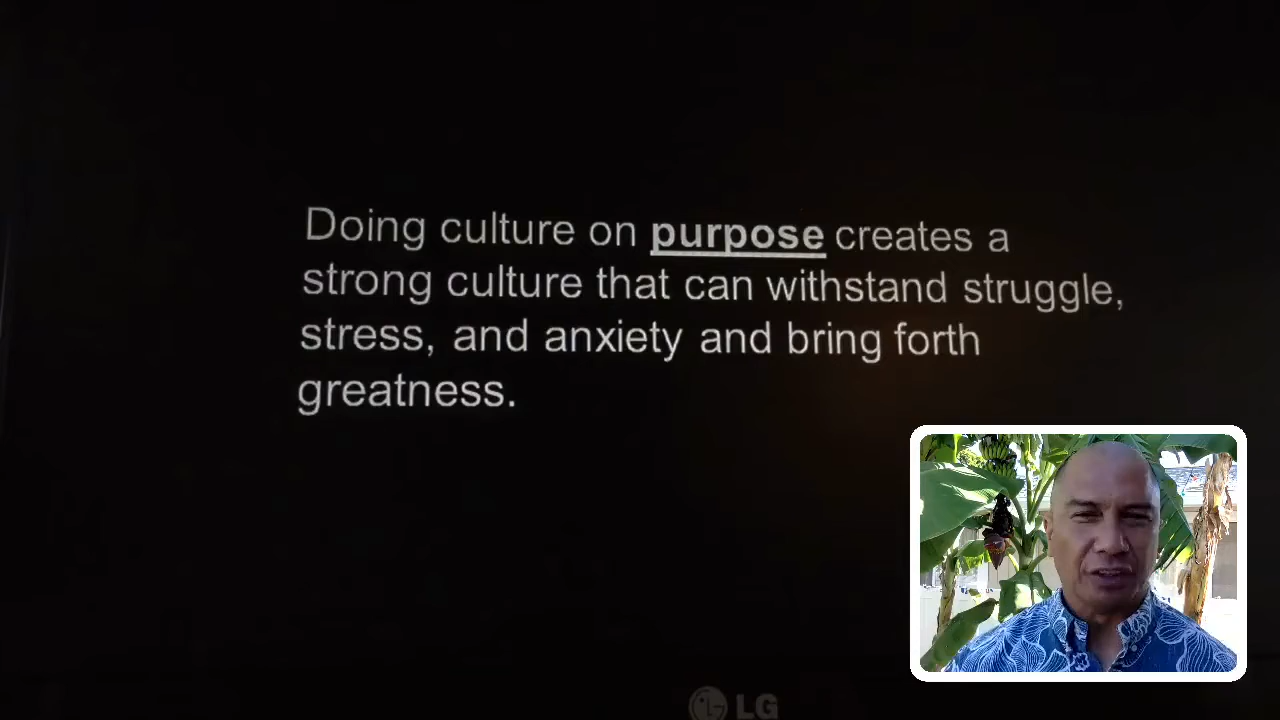 Doing culture on purpose creates a
strong culture that can withstand struggle,
stress, and anxiety and bring forth
greatness.
LG